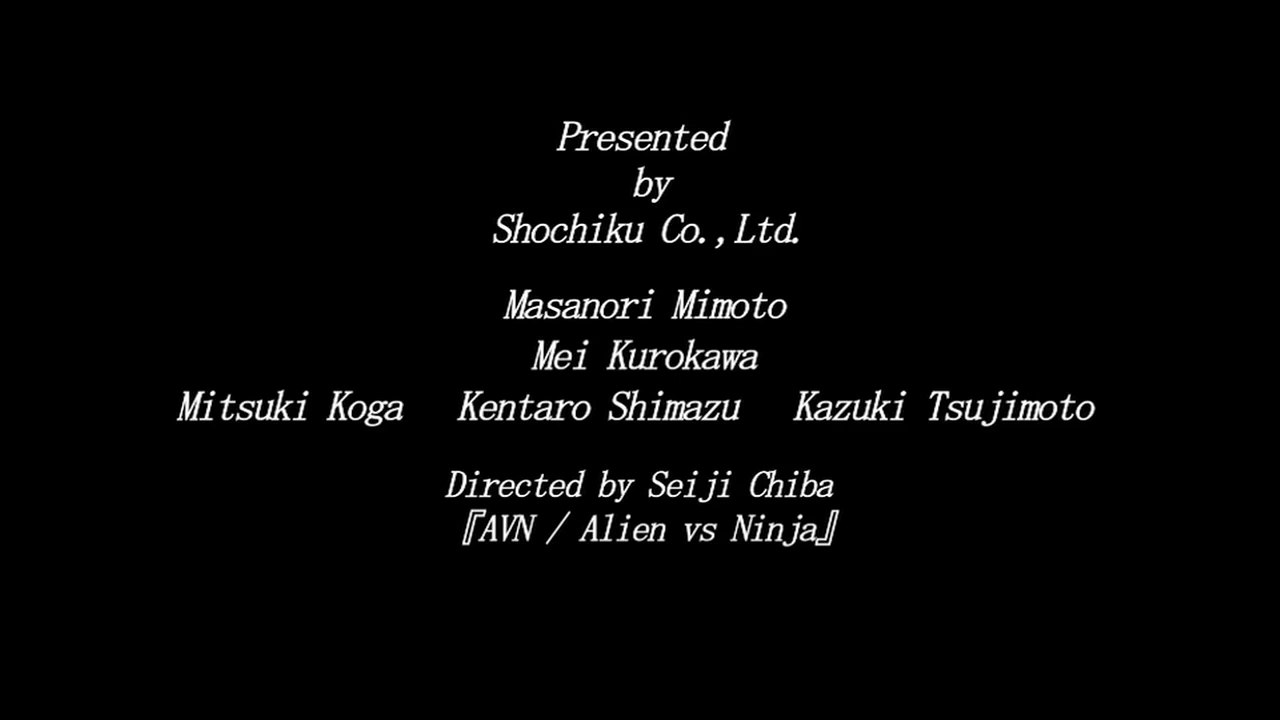 Presented
by
Shochiku Co.,Ltd.
Masanori Mimoto
Mei Kurokawa
Mitsuki Koga Kentaro Shimazu Kazuki Tsujimoto
Directed by Seiji Chiba
『AVN / Alien vs Ninja』